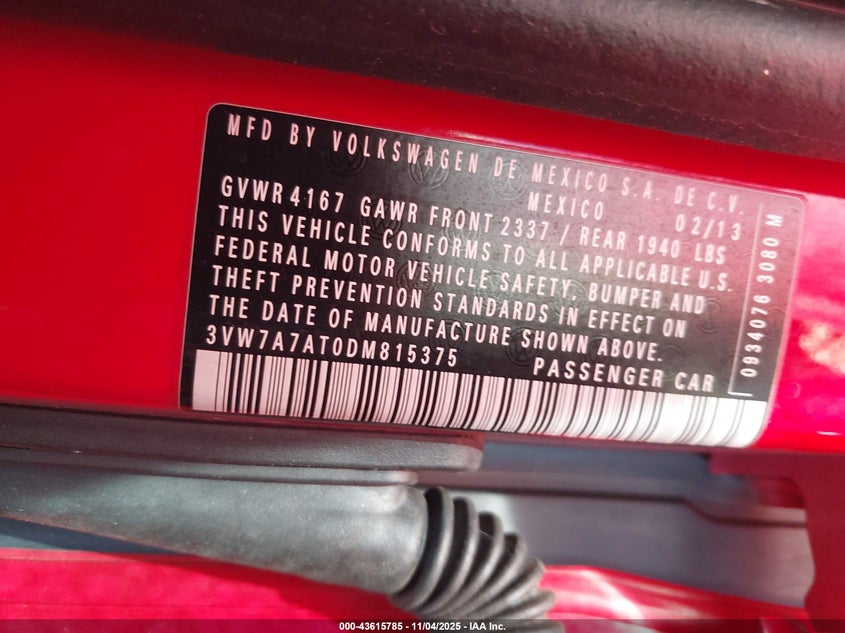 MFD BY VOLKSWAGEN DE MEXICO S.A. DE C.V.
MEXICO 02/13
GVWR 4167 GAWR FRONT 2337 / REAR 1940 LBS
THIS VEHICLE CONFORMS TO ALL APPLICABLE U.S.
FEDERAL MOTOR VEHICLE SAFETY, BUMPER AND
THEFT PREVENTION STANDARDS IN EFFECT ON
THE DATE OF MANUFACTURE SHOWN ABOVE.
3VW7A7AT0DM815375 PASSENGER CAR
0934076 3080 M
000-43615785 - 11/04/2025 - IAA Inc.